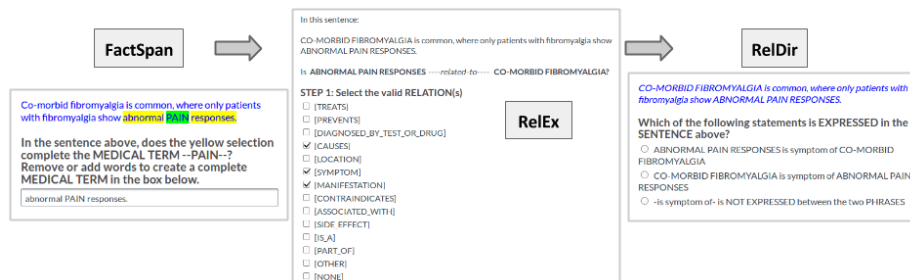 FactSpan
Co-morbid fibromyalgia is common, where only patients
with fibromyalgia show abnormal PAIN responses.
In the sentence above, does the yellow selection
complete the MEDICAL TERM --PAIN--?
Remove or add words to create a complete
MEDICAL TERM in the box below.
abnormal PAIN responses.
In this sentence:
CO-MORBID FIBROMYALGIA is common, where only patients with fibromyalgia show
ABNORMAL PAIN RESPONSES.
Is ABNORMAL PAIN RESPONSES ----related-to---- CO-MORBID FIBROMYALGIA?
STEP 1: Select the valid RELATION(s)
[TREATS]
[PREVENTS]
[DIAGNOSED_BY_TEST_OR_DRUG]
[CAUSES]
[LOCATION]
[SYMPTOM]
[MANIFESTATION]
[CONTRAINDICATES]
[ASSOCIATED_WITH]
[SIDE_EFFECT]
[IS_A]
[PART_OF]
[OTHER]
[NONE]
RelEx
RelDir
CO-MORBID FIBROMYALGIA is common, where only patients with
fibromyalgia show ABNORMAL PAIN RESPONSES.
Which of the following statements is EXPRESSED in the
SENTENCE above?
ABNORMAL PAIN RESPONSES is symptom of CO-MORBID
FIBROMYALGIA
CO-MORBID FIBROMYALGIA is symptom of ABNORMAL PAIN
RESPONSES
-is symptom of- is NOT EXPRESSED between the two PHRASES